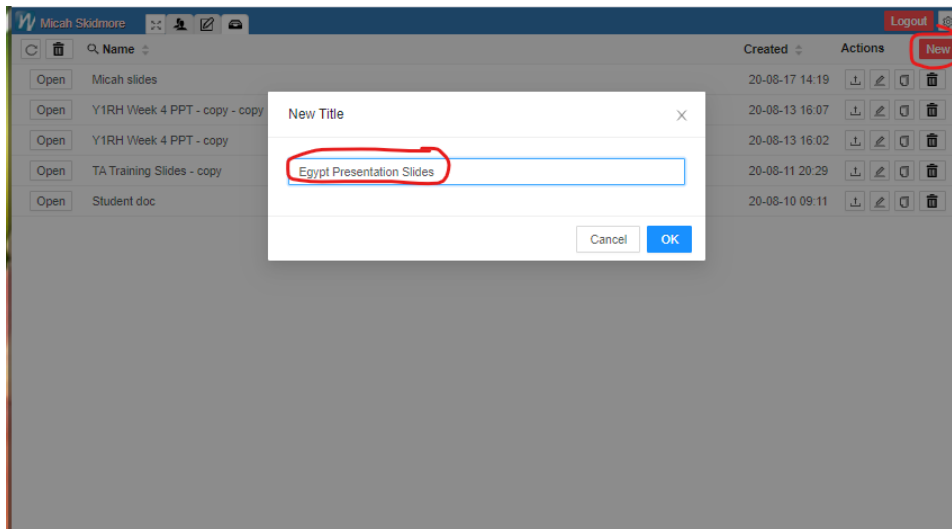 W Micah Skidmore Logout
Name Created Actions New
Open Micah slides 20-08-17 14:19
Open Y1RH Week 4 PPT - copy - copy 20-08-13 16:07
Open Y1RH Week 4 PPT - copy 20-08-13 16:02
Open TA Training Slides - copy 20-08-11 20:29
Open Student doc 20-08-10 09:11
New Title
Egypt Presentation Slides
Cancel OK